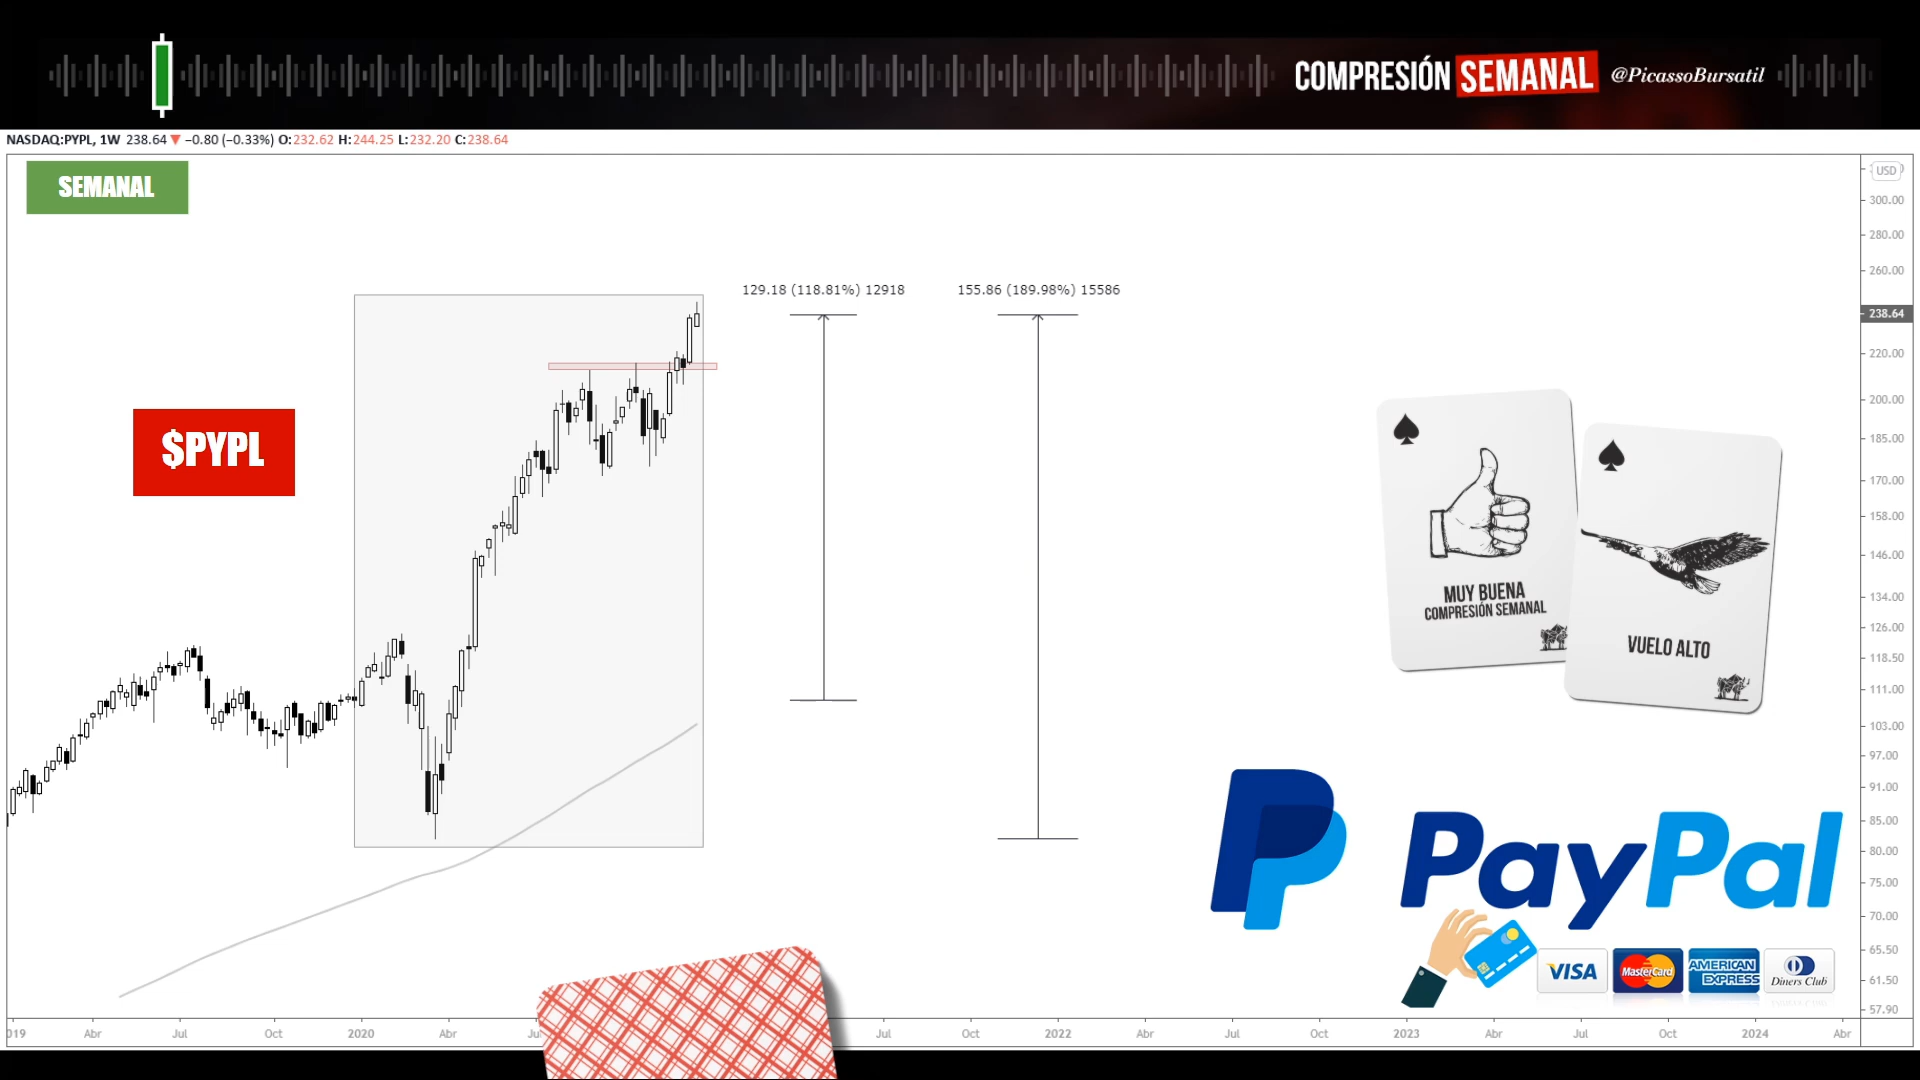 COMPRESIÓN SEMANAL @PicassoBursatil
NASDAQ:PYPL, 1W 238.64 ▼ −0.80 (−0.33%) O:232.62 H:244.25 L:232.20 C:238.64
SEMANAL
USD
300.00
280.00
260.00
129.18 (118.81%) 12918
155.86 (189.98%) 15586
238.64
220.00
200.00
$PYPL
185.00
170.00
158.00
146.00
134.00
126.00
118.50
111.00
103.00
97.00
91.00
85.00
80.00
75.00
70.00
65.50
61.50
57.90
MUY BUENA
COMPRESIÓN SEMANAL
VUELO ALTO
PayPal
VISA
MasterCard
AMERICAN
EXPRESS
Diners Club
Abr Jul Oct 2020 Abr Jul Oct 2022 Abr Jul Oct 2023 Abr Jul Oct 2024 Abr